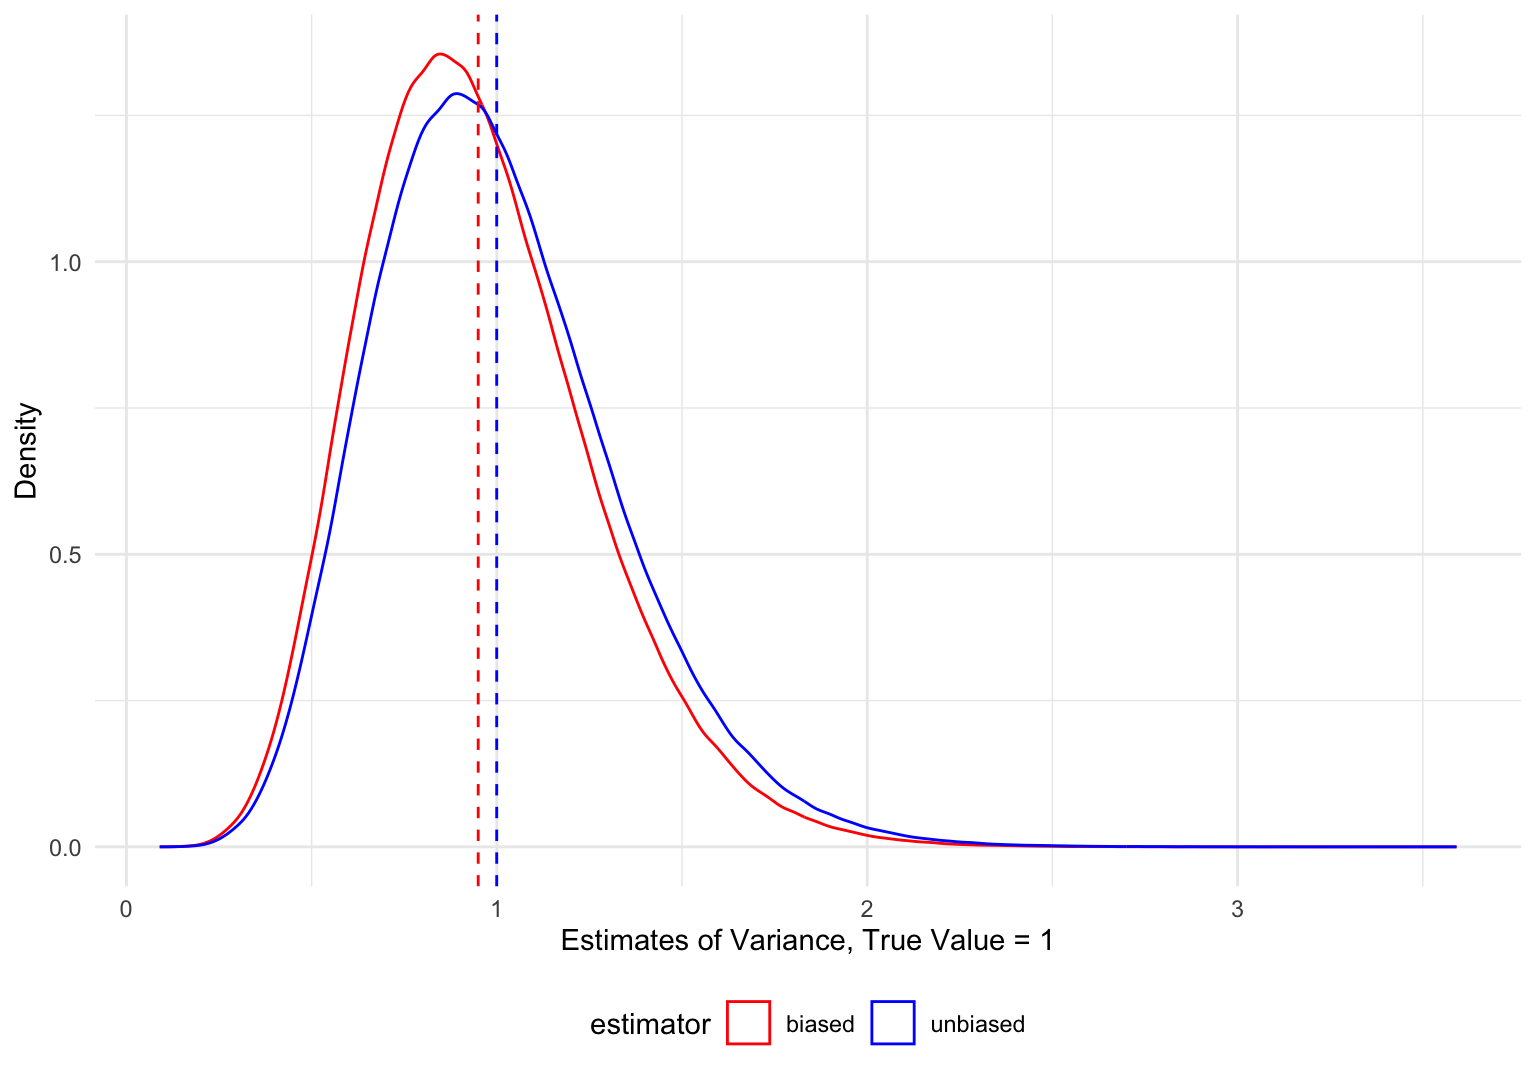 1.0
0.5
0.0
Density
0 1 2 3
Estimates of Variance, True Value = 1
estimator biased unbiased